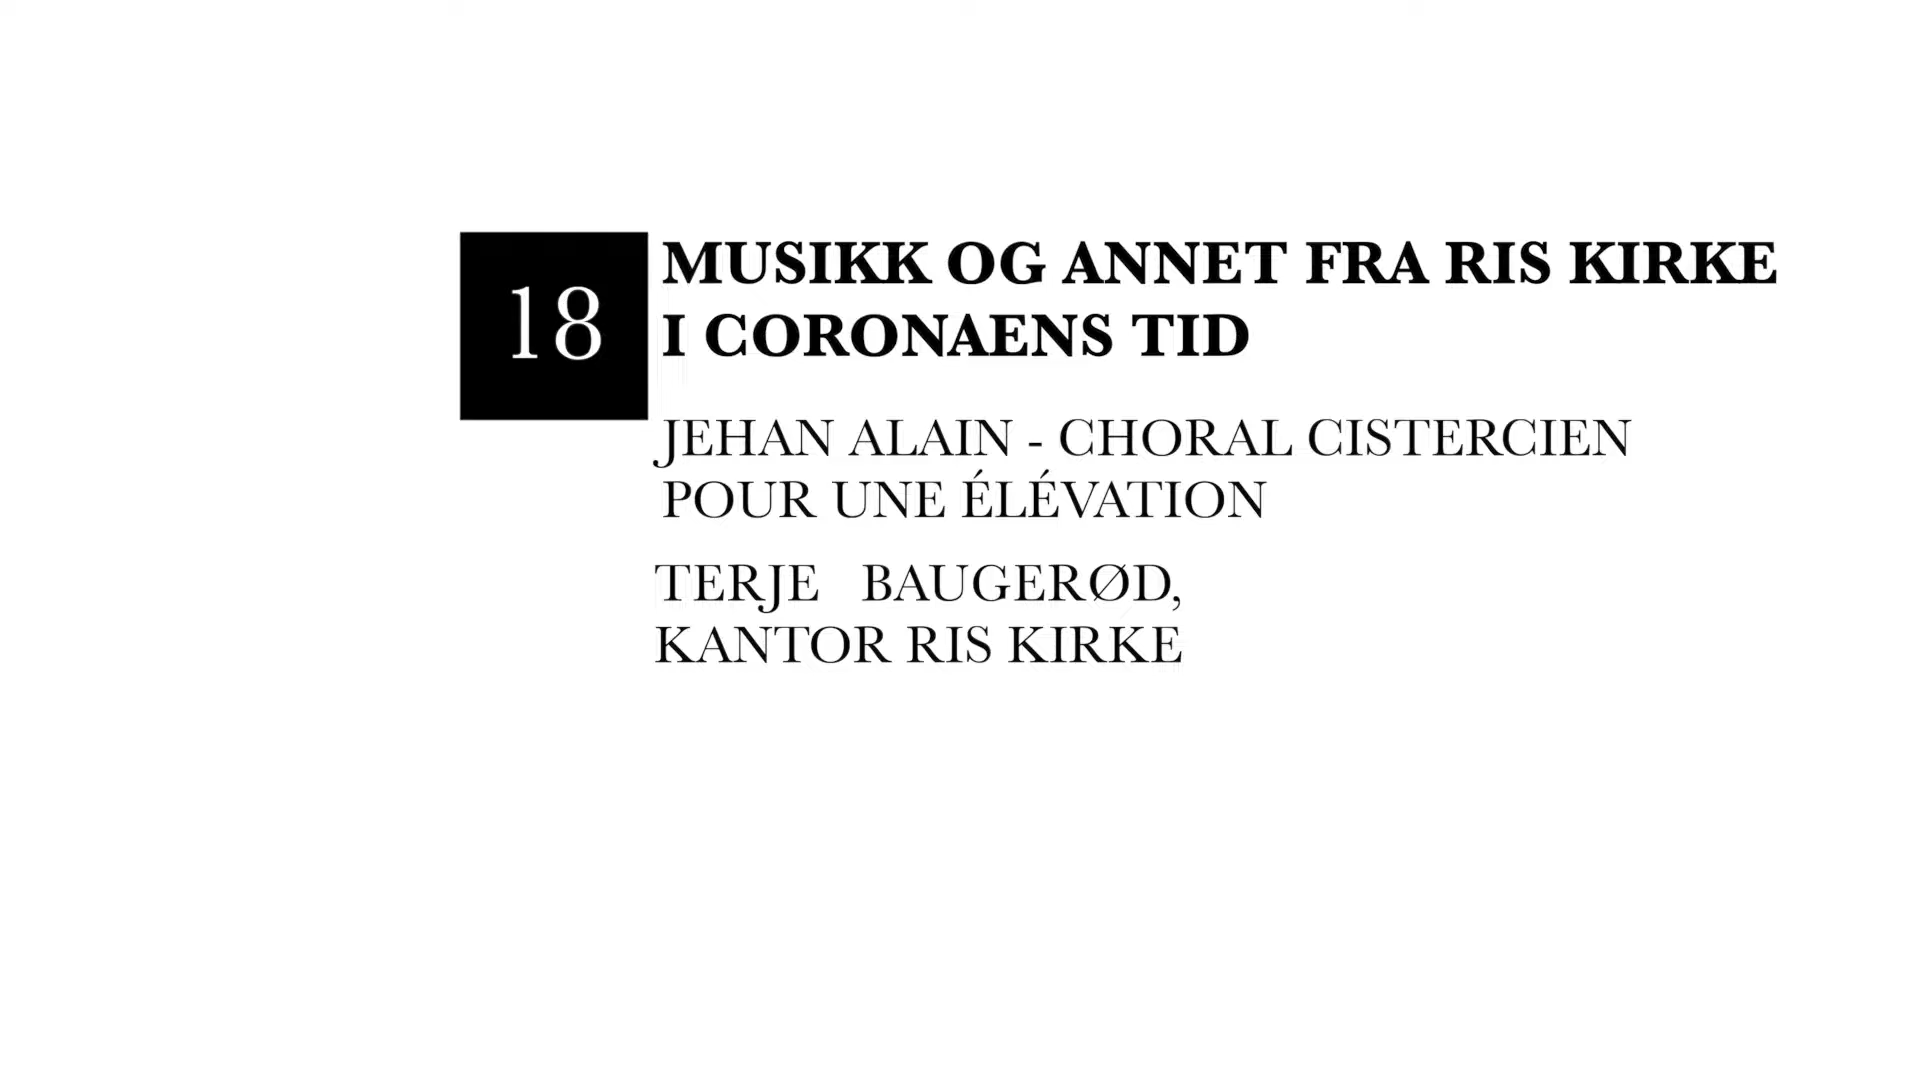 18
MUSIKK OG ANNET FRA RIS KIRKE
I CORONAENS TID
JEHAN ALAIN - CHORAL CISTERCIEN
POUR UNE ÉLÉVATION
TERJE BAUGERØD,
KANTOR RIS KIRKE